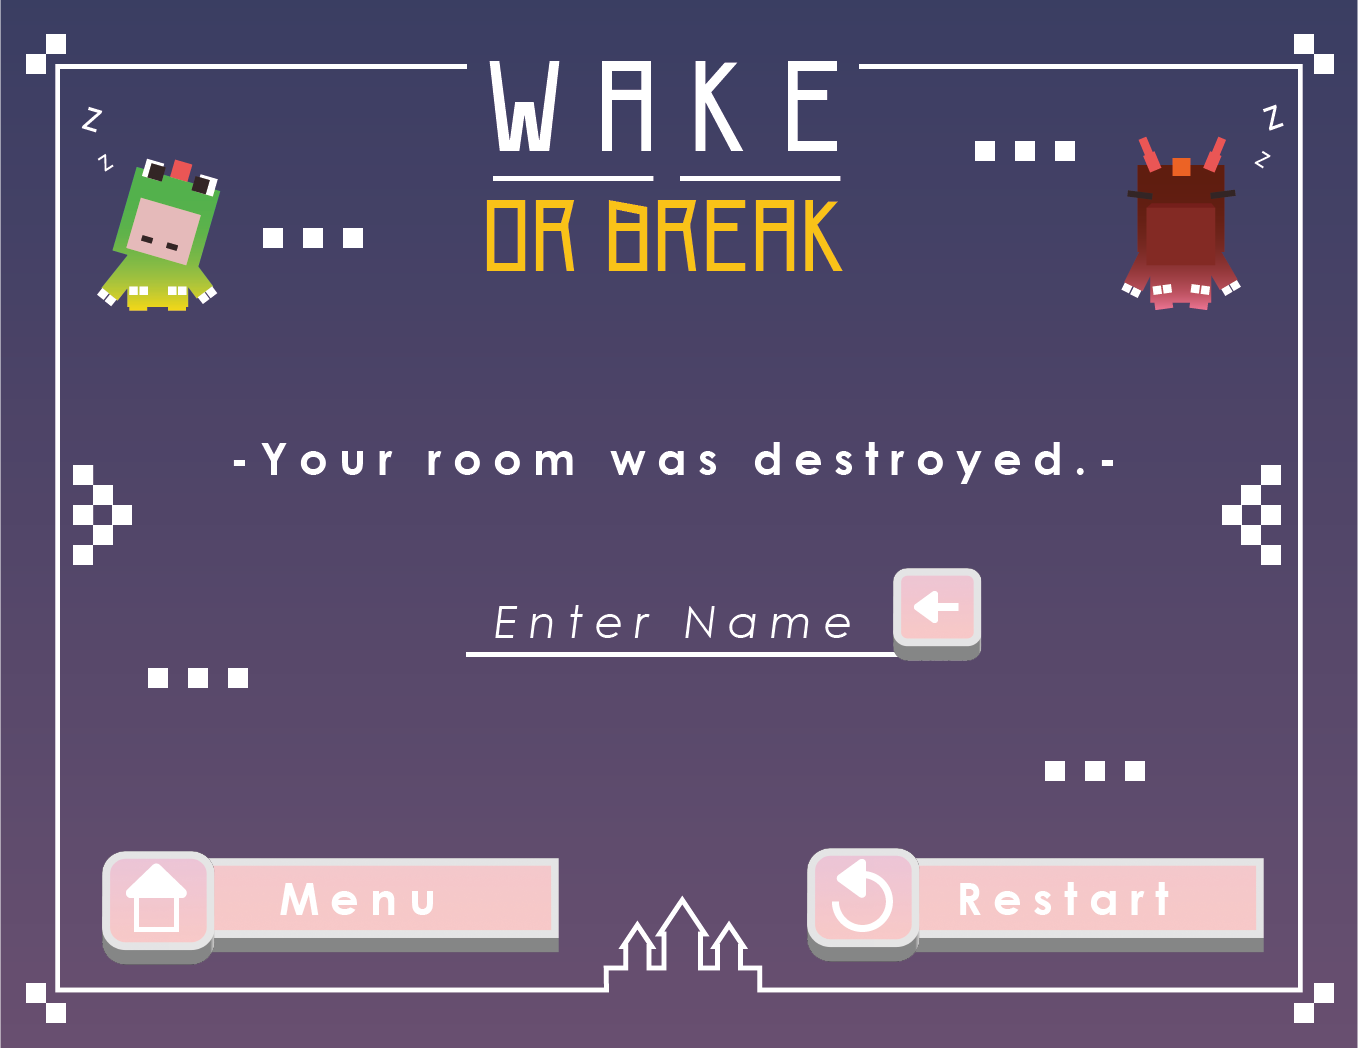 WAKE
OR BREAK
Z
Z
Z
Z
-Your room was destroyed.-
Enter Name
Menu
Restart